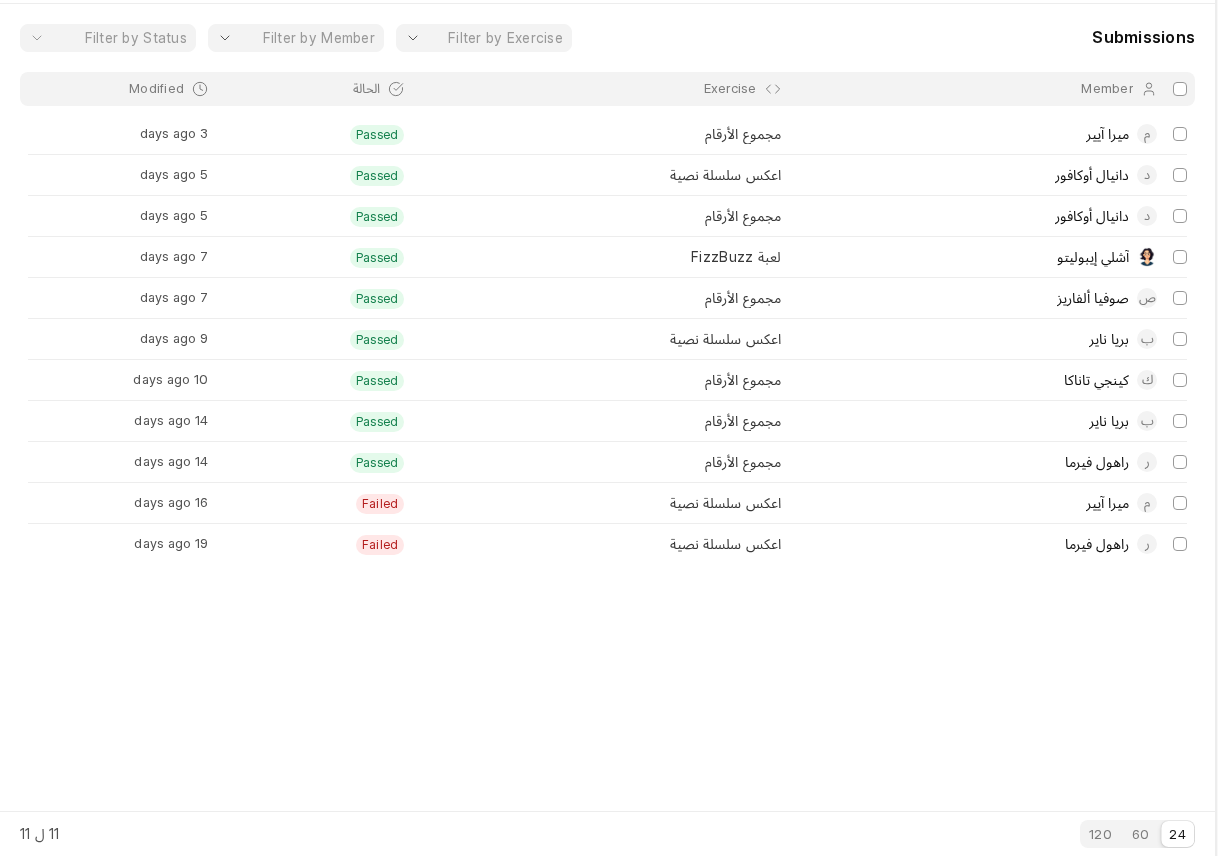 Submissions
Filter by Exercise
Filter by Member
Filter by Status
Member Exercise الحالة Modified
م ميرا آيير مجموع الأرقام Passed 3 days ago
د دانيال أوكافور اعكس سلسلة نصية Passed 5 days ago
د دانيال أوكافور مجموع الأرقام Passed 5 days ago
آشلي إيبوليتو لعبة FizzBuzz Passed 7 days ago
ص صوفيا ألفاريز مجموع الأرقام Passed 7 days ago
ب بريا ناير اعكس سلسلة نصية Passed 9 days ago
ك كينجي تاناكا مجموع الأرقام Passed 10 days ago
ب بريا ناير مجموع الأرقام Passed 14 days ago
ر راهول فيرما مجموع الأرقام Passed 14 days ago
م ميرا آيير اعكس سلسلة نصية Failed 16 days ago
ر راهول فيرما اعكس سلسلة نصية Failed 19 days ago
24 60 120
11 ل 11